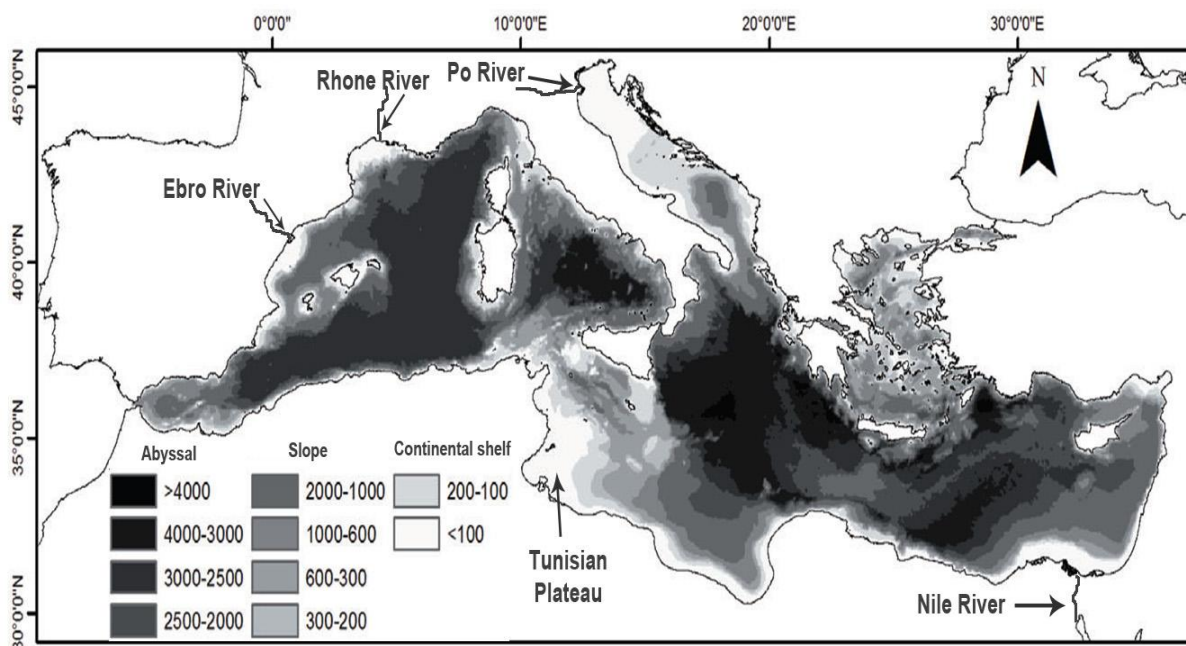 0°0'0"
10°0'0"
20°0'0"
30°0'0"
45°0'0"N
40°0'0"N
35°0'0"N
30°0'0"N
Rhone River
Po River
N
Ebro River
Abyssal
Slope
Continental shelf
>4000
2000-1000
200-100
4000-3000
1000-600
<100
3000-2500
600-300
2500-2000
300-200
Tunisian
Plateau
Nile River